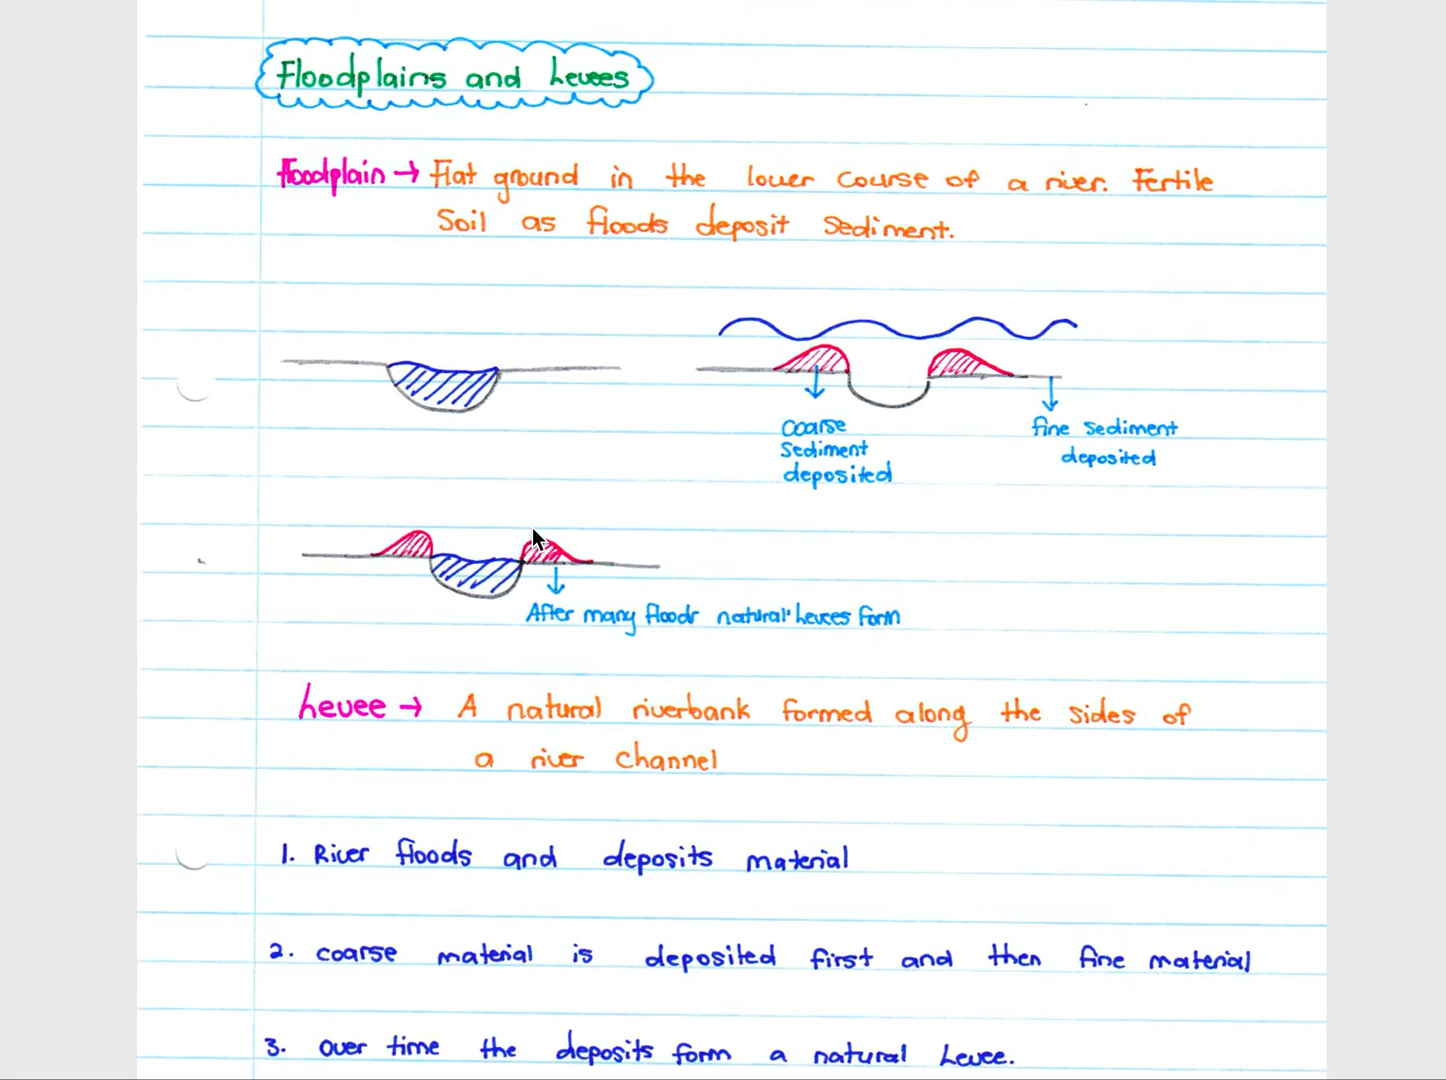 Floodplains and Levees
Floodplain → Flat ground in the lower course of a river. Fertile
Soil as floods deposit sediment.
coarse
sediment
deposited
fine sediment
deposited
After many floods natural levees form
Levee → A natural riverbank formed along the sides of
a river channel
1. River floods and deposits material
2. coarse material is deposited first and then fine material
3. over time the deposits form a natural Levee.